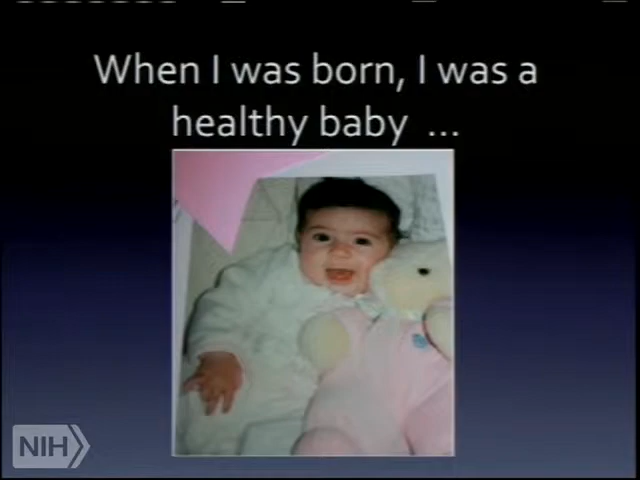 When I was born, I was a
healthy baby ...
NIH